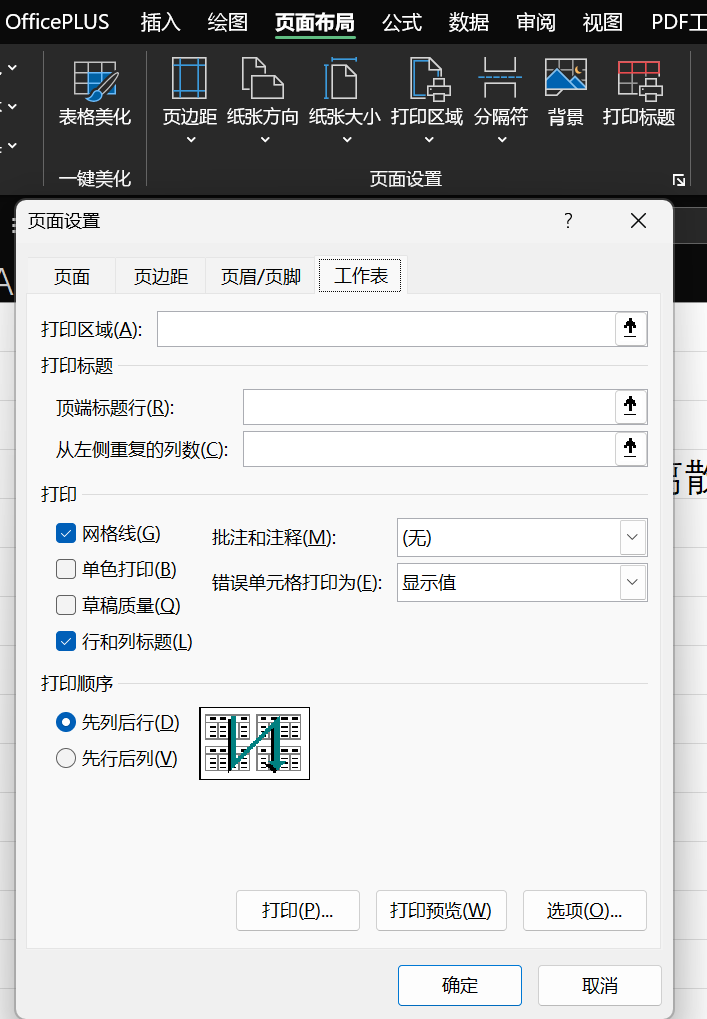 OfficePLUS 插入 绘图 页面布局 公式 数据 审阅 视图 PDF工
表格美化 页边距 纸张方向 纸张大小 打印区域 分隔符 背景 打印标题
一键美化 页面设置
页面设置 ?
A
页面 页边距 页眉/页脚 工作表
打印区域(A):
打印标题
顶端标题行(R):
从左侧重复的列数(C):
离散
打印
网格线(G) 批注和注释(M): (无)
单色打印(B) 错误单元格打印为(E): 显示值
草稿质量(Q)
行和列标题(L)
打印顺序
先列后行(D)
先行后列(V)
打印(P)... 打印预览(W) 选项(O)...
确定 取消